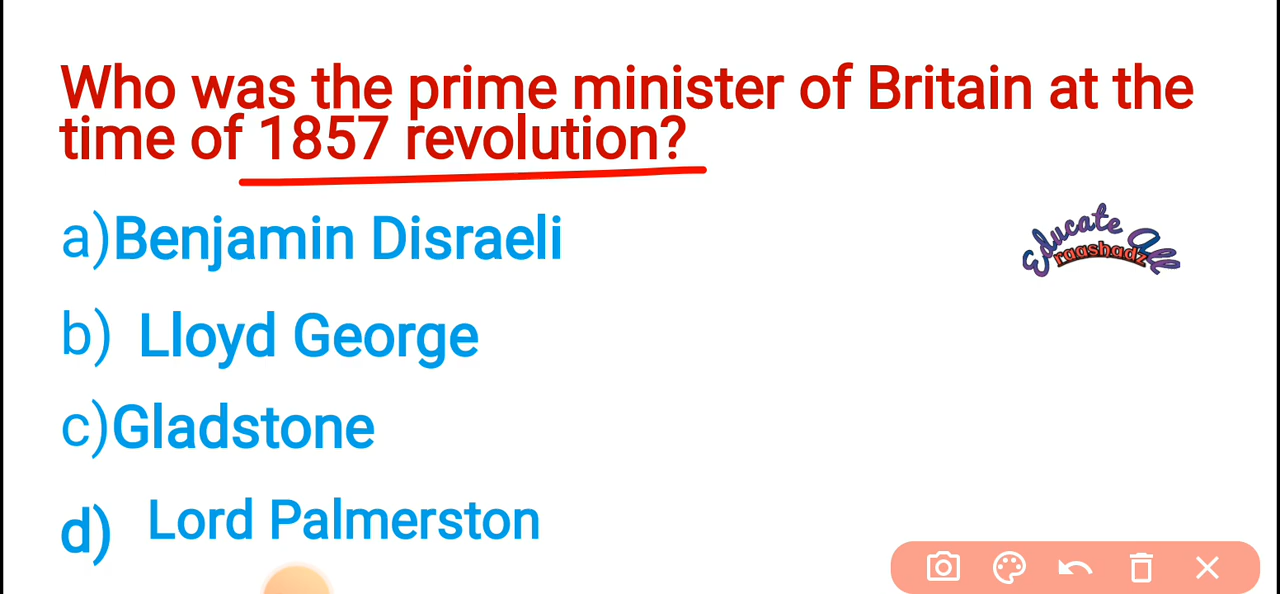 Who was the prime minister of Britain at the
time of 1857 revolution?
a)Benjamin Disraeli
Educate All
raashadz
b) Lloyd George
c)Gladstone
d) Lord Palmerston